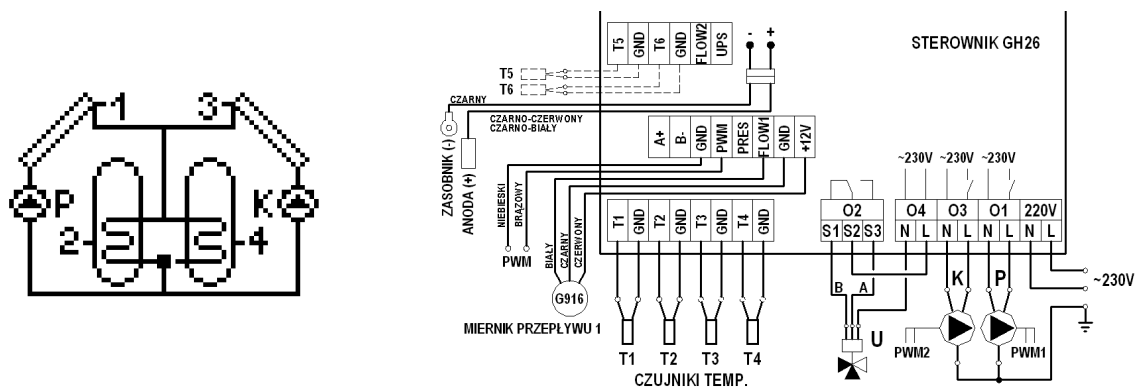 1 3
P K
2 4
STEROWNIK GH26
T5 GND T6 GND FLOW2 UPS
- +
T5
T6
CZARNY
CZARNO-CZERWONY
CZARNO-BIAŁY
ZASOBNIK (-)
ANODA (+)
A+ B- GND PWM PRES FLOW1 GND +12V
NIEBIESKI
BRĄZOWY
PWM
BIAŁY
CZARNY
CZERWONY
G916
MIERNIK PRZEPŁYWU 1
T1 GND T2 GND T3 GND T4 GND
T1 T2 T3 T4
CZUJNIKI TEMP.
~230V ~230V ~230V
O2 O4 O3 O1 220V
S1 S2 S3 N L N L N L N L
B A
U
K P
PWM2 PWM1
~230V